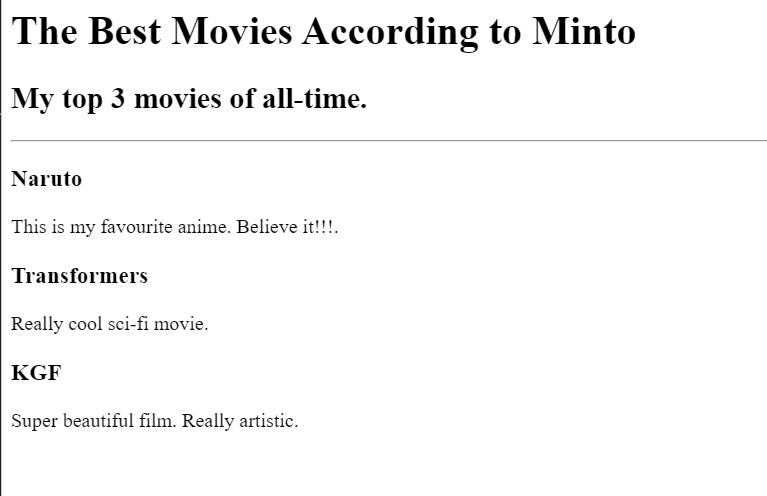 The Best Movies According to Minto
My top 3 movies of all-time.
Naruto
This is my favourite anime. Believe it!!!.
Transformers
Really cool sci-fi movie.
KGF
Super beautiful film. Really artistic.